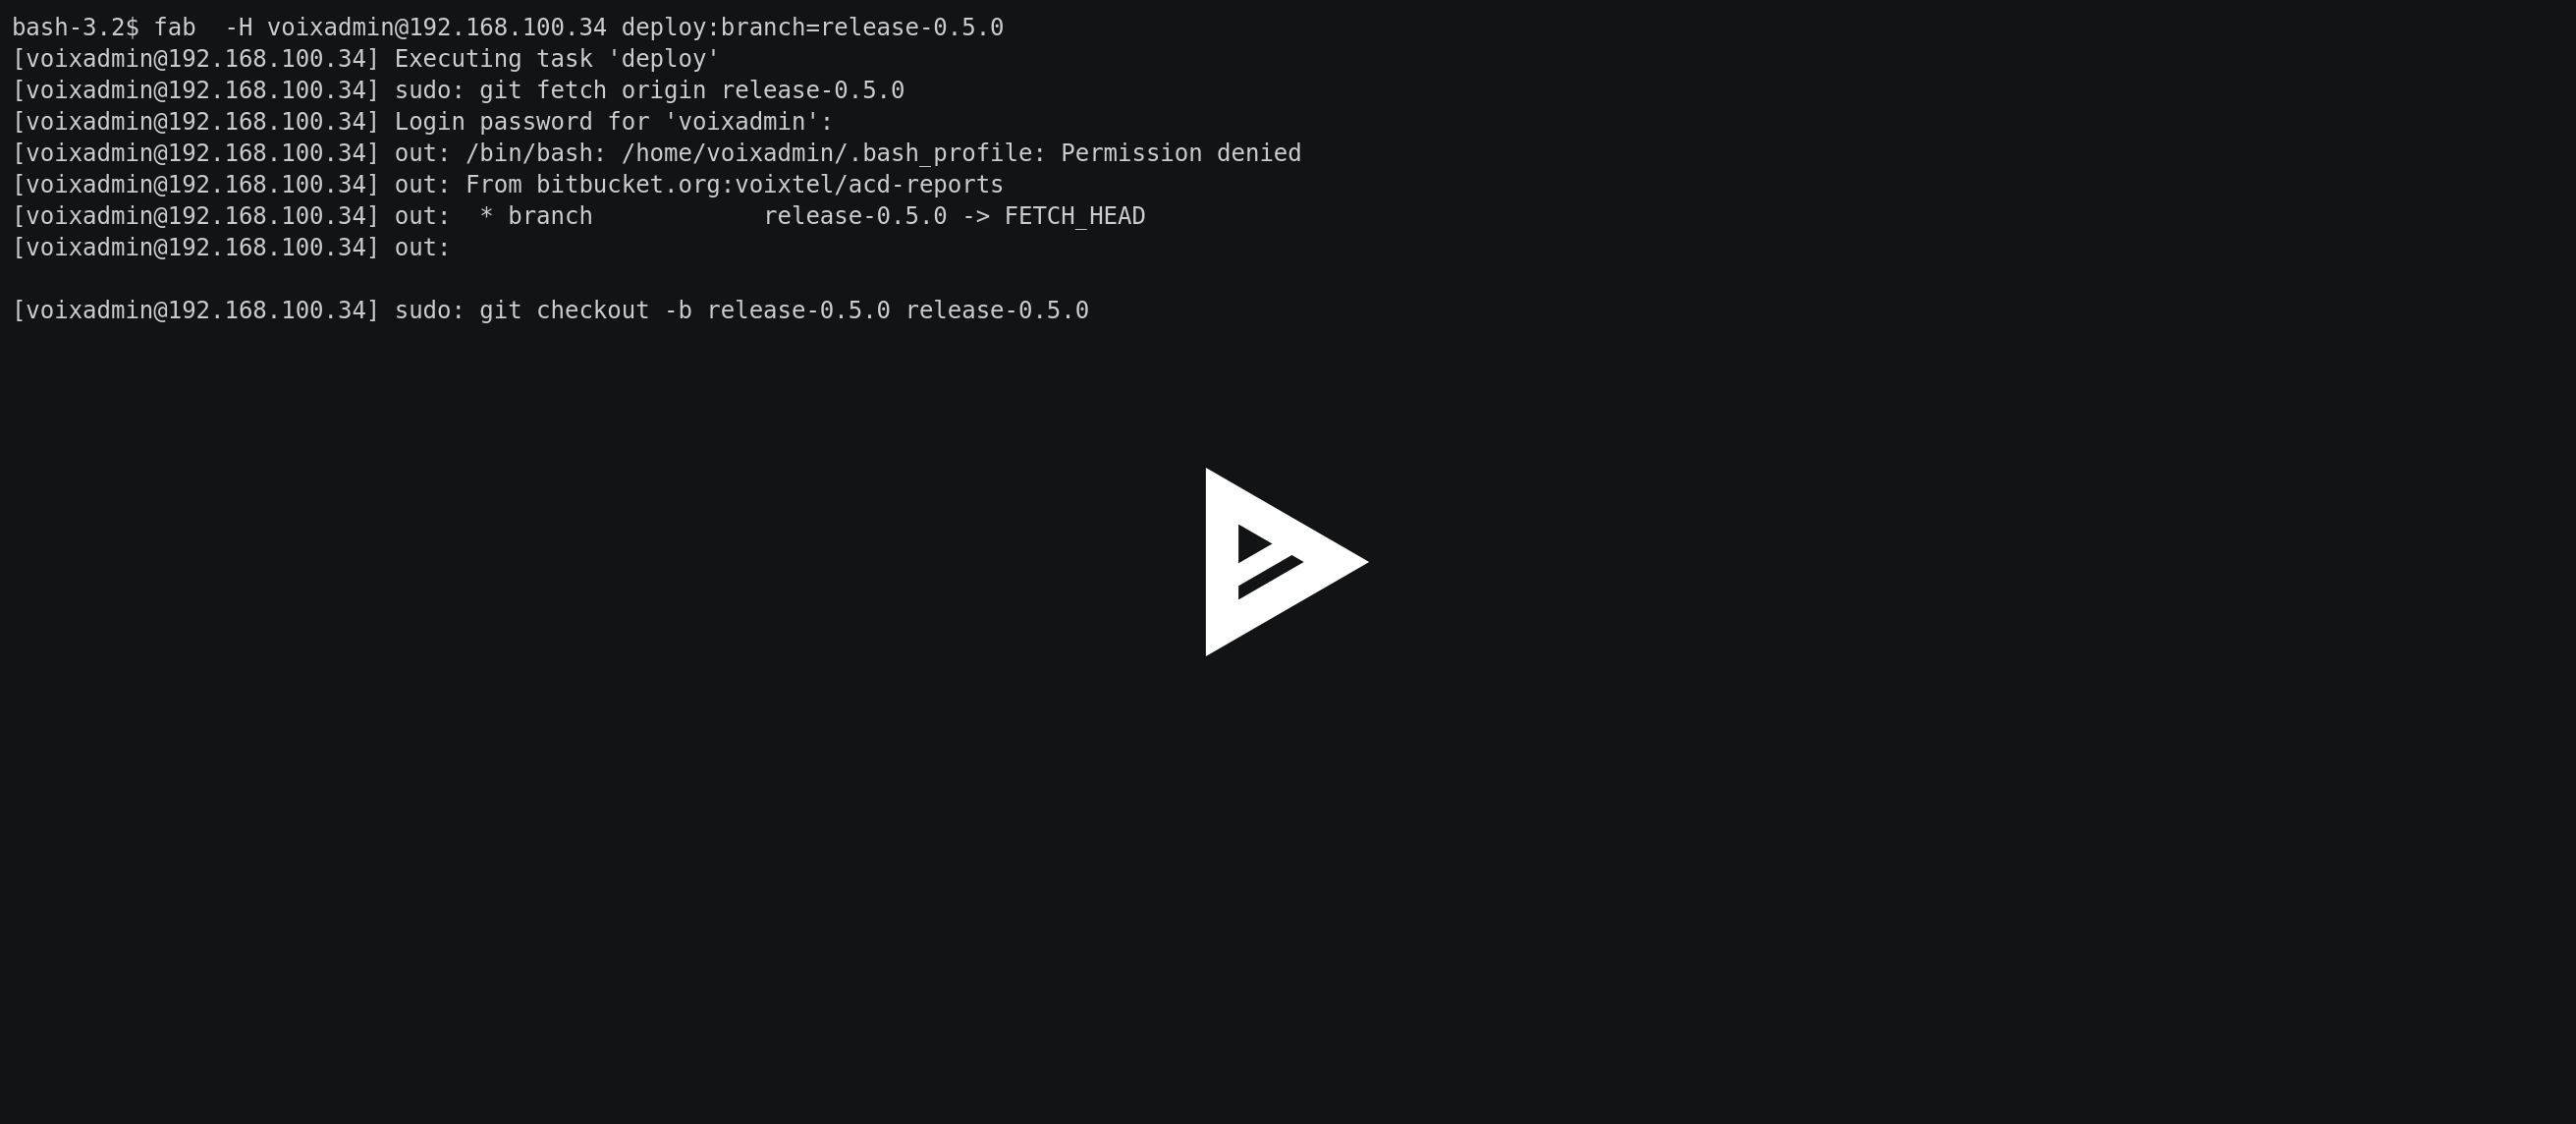 bash-3.2$ fab  -H voixadmin@192.168.100.34 deploy:branch=release-0.5.0
[voixadmin@192.168.100.34] Executing task 'deploy'
[voixadmin@192.168.100.34] sudo: git fetch origin release-0.5.0
[voixadmin@192.168.100.34] Login password for 'voixadmin':
[voixadmin@192.168.100.34] out: /bin/bash: /home/voixadmin/.bash_profile: Permission denied
[voixadmin@192.168.100.34] out: From bitbucket.org:voixtel/acd-reports
[voixadmin@192.168.100.34] out:  * branch            release-0.5.0 -> FETCH_HEAD
[voixadmin@192.168.100.34] out:
[voixadmin@192.168.100.34] sudo: git checkout -b release-0.5.0 release-0.5.0